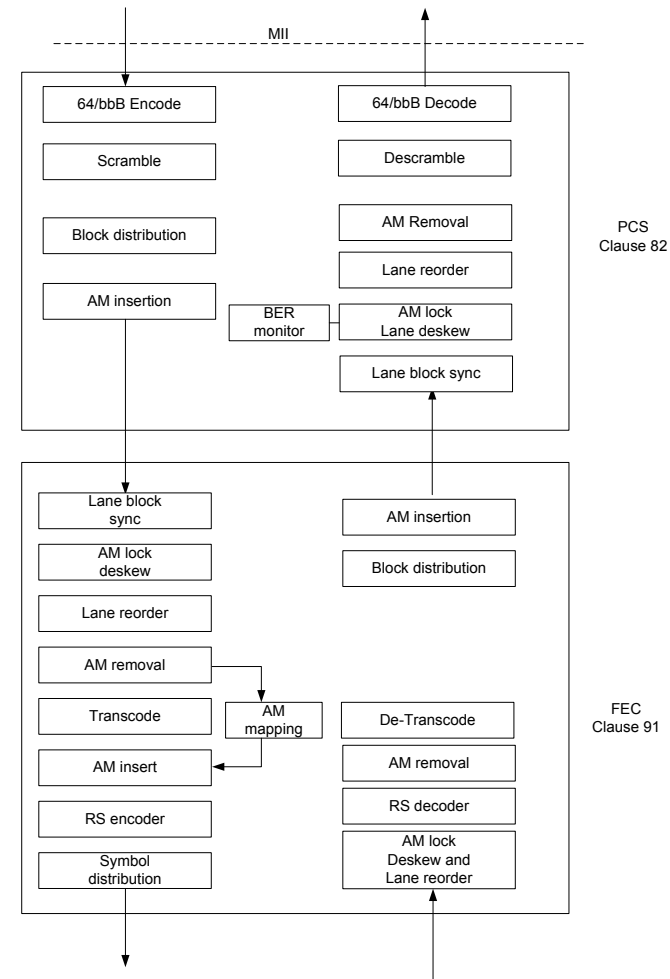 MII
64/bbB Encode
64/bbB Decode
Scramble
Descramble
Block distribution
AM Removal
PCS
Clause 82
Lane reorder
AM insertion
BER
monitor
AM lock
Lane deskew
Lane block sync
Lane block
sync
AM insertion
AM lock
deskew
Block distribution
Lane reorder
AM removal
Transcode
AM
mapping
De-Transcode
FEC
Clause 91
AM insert
AM removal
RS encoder
RS decoder
Symbol
distribution
AM lock
Deskew and
Lane reorder